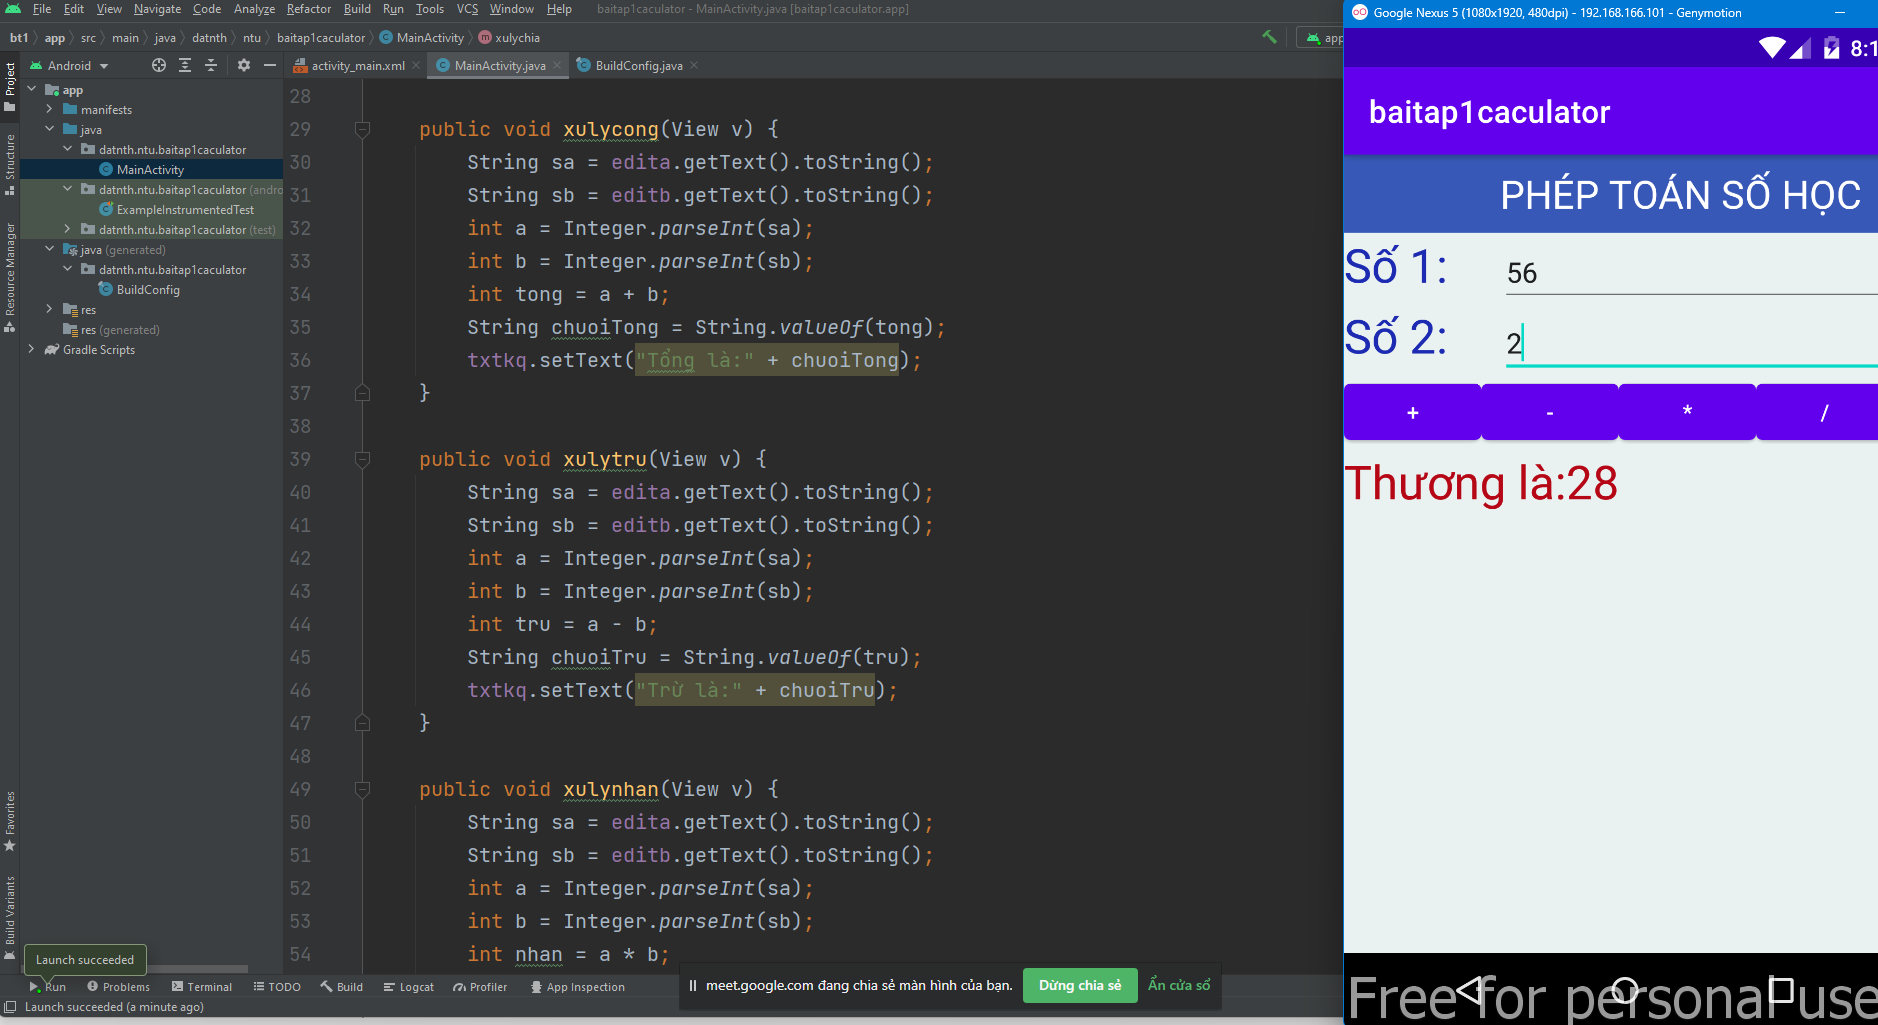 File Edit View Navigate Code Analyze Refactor Build Run Tools VCS Window Help baitap1caculator - MainActivity.java [baitap1caculator.app]
bt1 app src main java datnth ntu baitap1caculator MainActivity xulychia app
Android
activity_main.xml MainActivity.java BuildConfig.java
Project
Structure
Resource Manager
Favorites
Build Variants
app
manifests
java
datnth.ntu.baitap1caculator
MainActivity
datnth.ntu.baitap1caculator (andro
ExampleInstrumentedTest
datnth.ntu.baitap1caculator (test)
java (generated)
datnth.ntu.baitap1caculator
BuildConfig
res
res (generated)
Gradle Scripts
28
29 public void xulycong(View v) {
30 String sa = edita.getText().toString();
31 String sb = editb.getText().toString();
32 int a = Integer.parseInt(sa);
33 int b = Integer.parseInt(sb);
34 int tong = a + b;
35 String chuoiTong = String.valueOf(tong);
36 txtkq.setText("Tổng là:" + chuoiTong);
37 }
38
39 public void xulytru(View v) {
40 String sa = edita.getText().toString();
41 String sb = editb.getText().toString();
42 int a = Integer.parseInt(sa);
43 int b = Integer.parseInt(sb);
44 int tru = a - b;
45 String chuoiTru = String.valueOf(tru);
46 txtkq.setText("Trừ là:" + chuoiTru);
47 }
48
49 public void xulynhan(View v) {
50 String sa = edita.getText().toString();
51 String sb = editb.getText().toString();
52 int a = Integer.parseInt(sa);
53 int b = Integer.parseInt(sb);
54 int nhan = a * b;
Launch succeeded
Run Problems Terminal TODO Build Logcat Profiler App Inspection
Launch succeeded (a minute ago)
meet.google.com đang chia sẻ màn hình của bạn. Dừng chia sẻ Ẩn cửa sổ
Google Nexus 5 (1080x1920, 480dpi) - 192.168.166.101 - Genymotion
8:1
baitap1caculator
PHÉP TOÁN SỐ HỌC
Số 1: 56
Số 2: 2
+ - * /
Thương là:28
Free for personal use